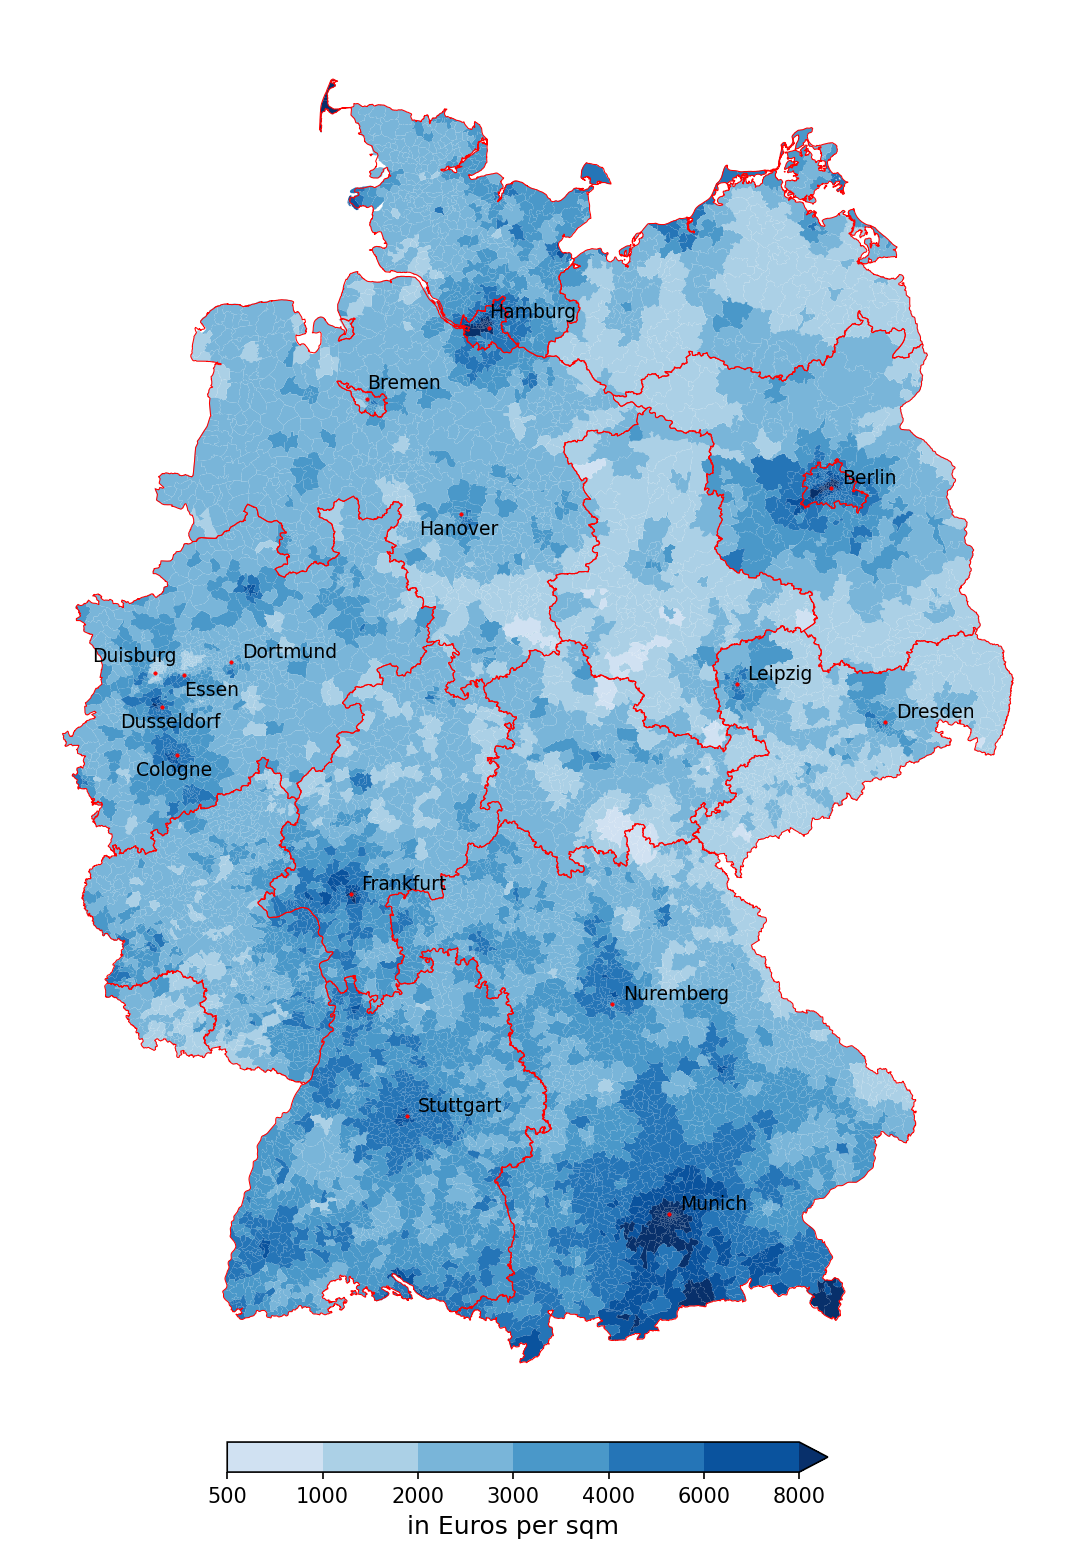 Hamburg
Bremen
Berlin
Hanover
Dortmund
Duisburg
Essen
Leipzig
Dusseldorf
Dresden
Cologne
Frankfurt
Nuremberg
Stuttgart
Munich
500 1000 2000 3000 4000 6000 8000
in Euros per sqm